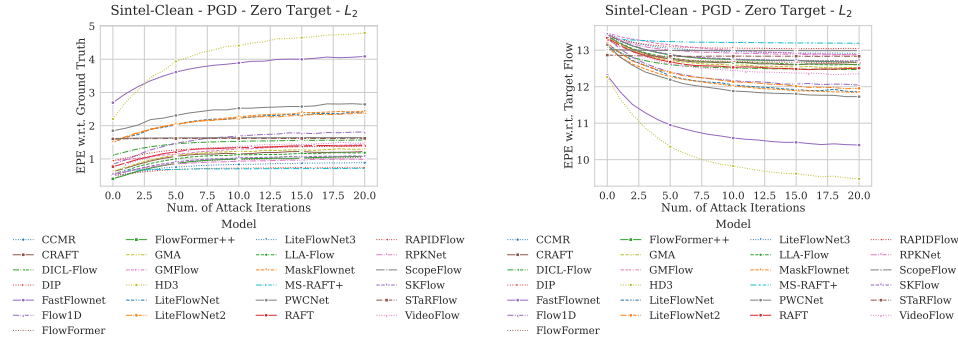 Sintel-Clean - PGD - Zero Target - L2
5
4
3
2
1
EPE w.r.t. Ground Truth
0.0 2.5 5.0 7.5 10.0 12.5 15.0 17.5 20.0
Num. of Attack Iterations
Model
CCMR FlowFormer++ LiteFlowNet3 RAPIDFlow
CRAFT GMA LLA-Flow RPKNet
DICL-Flow GMFlow MaskFlownet ScopeFlow
DIP HD3 MS-RAFT+ SKFlow
FastFlownet LiteFlowNet PWCNet STaRFlow
Flow1D LiteFlowNet2 RAFT VideoFlow
FlowFormer
Sintel-Clean - PGD - Zero Target - L2
13
12
11
10
EPE w.r.t. Target Flow
0.0 2.5 5.0 7.5 10.0 12.5 15.0 17.5 20.0
Num. of Attack Iterations
Model
CCMR FlowFormer++ LiteFlowNet3 RAPIDFlow
CRAFT GMA LLA-Flow RPKNet
DICL-Flow GMFlow MaskFlownet ScopeFlow
DIP HD3 MS-RAFT+ SKFlow
FastFlownet LiteFlowNet PWCNet STaRFlow
Flow1D LiteFlowNet2 RAFT VideoFlow
FlowFormer